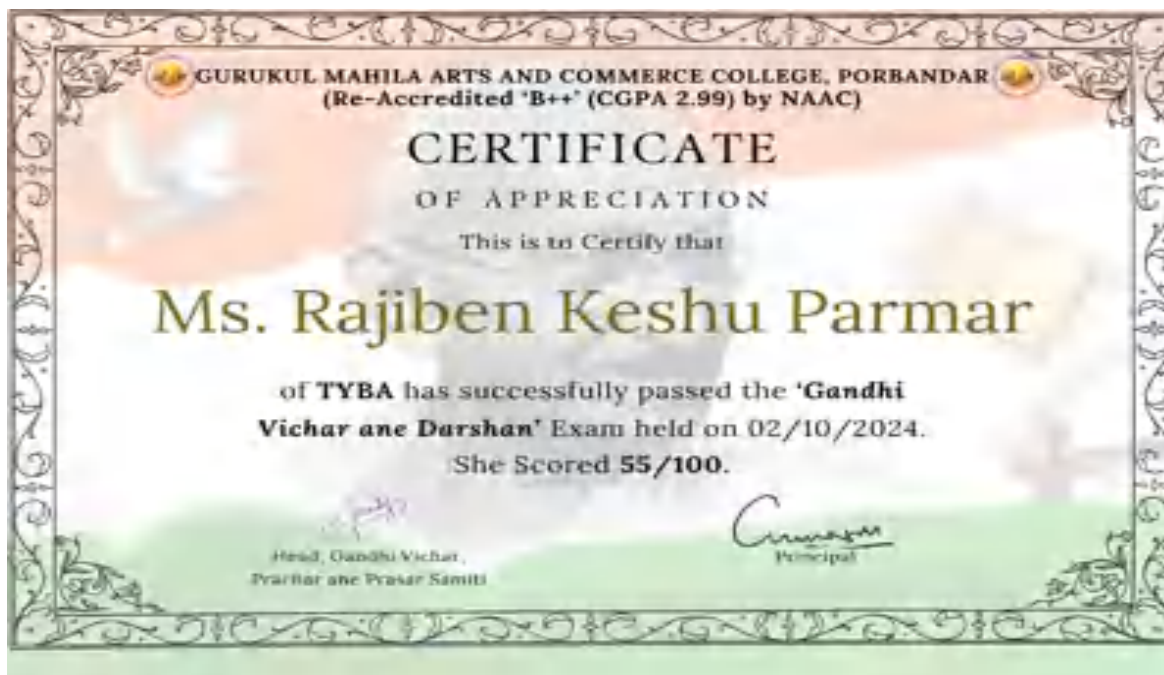 GURUKUL MAHILA ARTS AND COMMERCE COLLEGE, PORBANDAR
(Re-Accredited 'B++' (CGPA 2.99) by NAAC)
CERTIFICATE
OF APPRECIATION
This is to Certify that
Ms. Rajiben Keshu Parmar
of TYBA has successfully passed the 'Gandhi
Vichar ane Darshan' Exam held on 02/10/2024.
She Scored 55/100.
Head, Gandhi Vichar,
Prachar ane Prasar Samiti
Principal